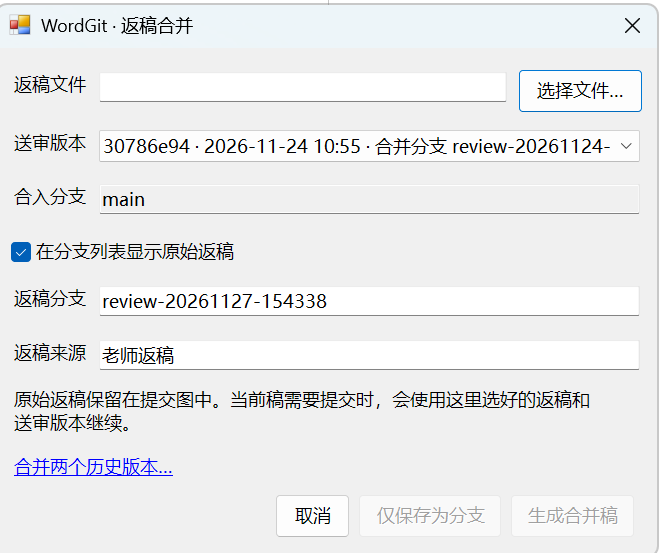 WordGit · 返稿合并
返稿文件
选择文件...
送审版本
30786e94 · 2026-11-24 10:55 · 合并分支 review-20261124-
合入分支
main
在分支列表显示原始返稿
返稿分支
review-20261127-154338
返稿来源
老师返稿
原始返稿保留在提交图中。当前稿需要提交时，会使用这里选好的返稿和
送审版本继续。
合并两个历史版本...
取消
仅保存为分支
生成合并稿